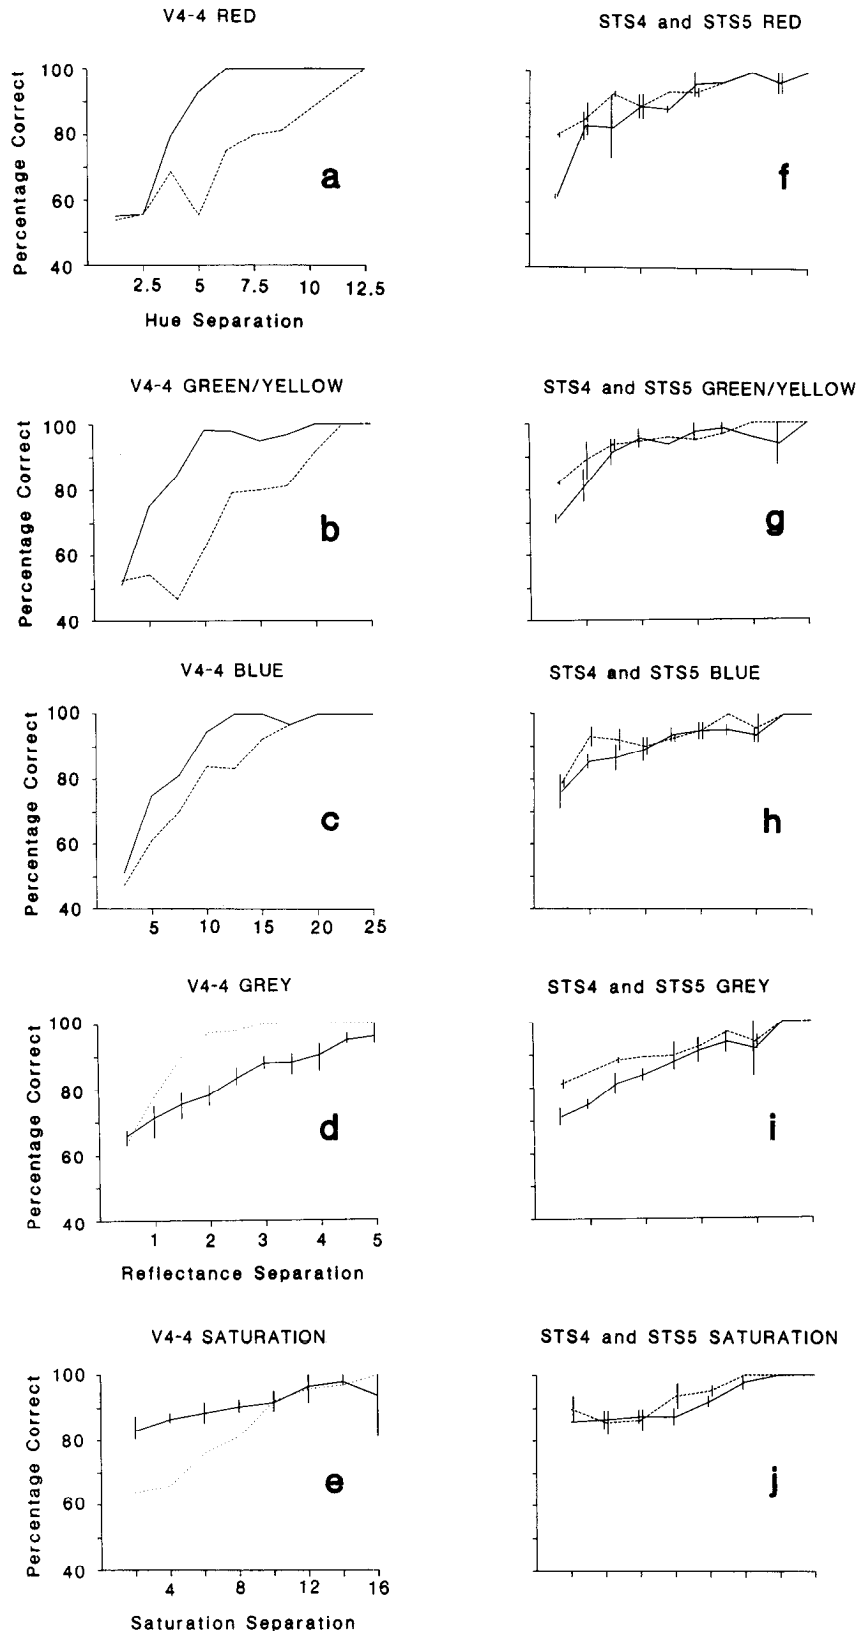 V4-4 RED
100
80
60
40
Percentage Correct
a
2.5 5 7.5 10 12.5
Hue Separation
STS4 and STS5 RED
f
V4-4 GREEN/YELLOW
100
80
60
40
Percentage Correct
b
STS4 and STS5 GREEN/YELLOW
g
V4-4 BLUE
100
80
60
40
Percentage Correct
c
5 10 15 20 25
STS4 and STS5 BLUE
h
V4-4 GREY
100
80
60
40
Percentage Correct
d
1 2 3 4 5
Reflectance Separation
STS4 and STS5 GREY
i
V4-4 SATURATION
100
80
60
40
Percentage Correct
e
4 8 12 16
Saturation Separation
STS4 and STS5 SATURATION
j